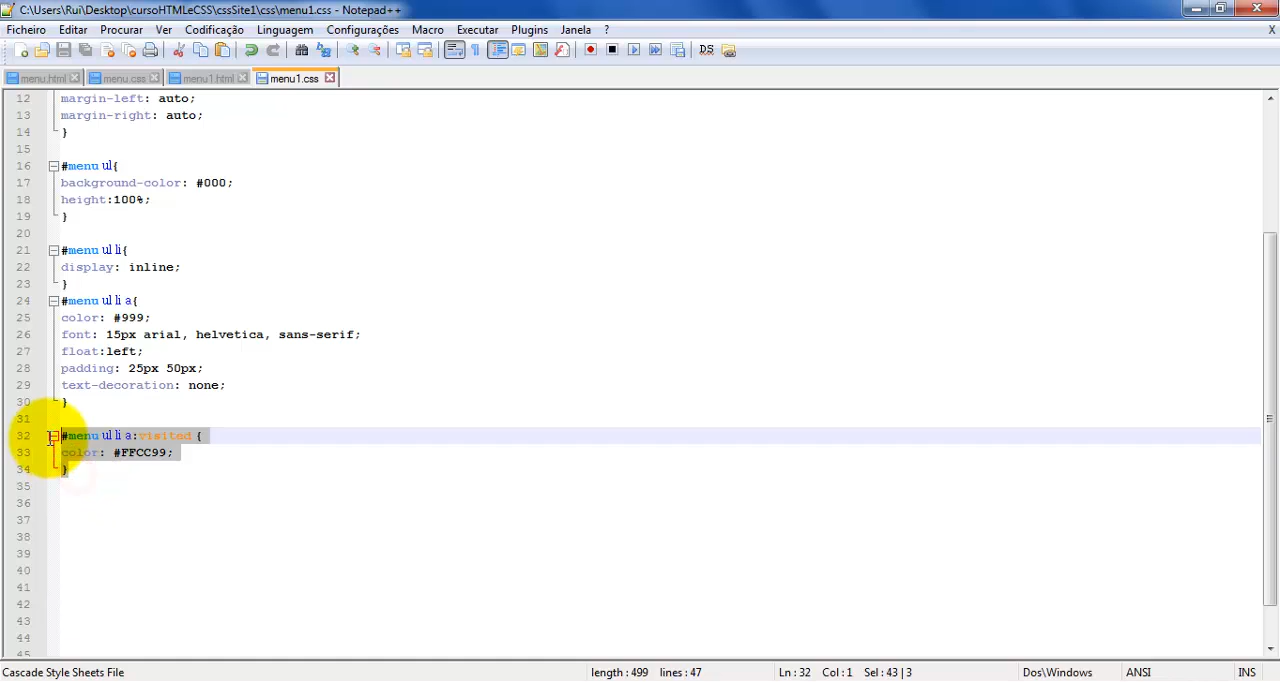 C:\Users\Rui\Desktop\cursoHTMLeCSS\cssSite1\css\menu1.css - Notepad++
Ficheiro Editar Procurar Ver Codificação Linguagem Configurações Macro Executar Plugins Janela ? X
menu.html menu.css menu1.html menu1.css
12 margin-left: auto;
13 margin-right: auto;
14 }
15
16 #menu ul{
17 background-color: #000;
18 height:100%;
19 }
20
21 #menu ul li{
22 display: inline;
23 }
24 #menu ul li a{
25 color: #999;
26 font: 15px arial, helvetica, sans-serif;
27 float:left;
28 padding: 25px 50px;
29 text-decoration: none;
30 }
31
32 #menu ul li a:visited {
33 color: #FFCC99;
34 }
35
36
37
38
39
40
41
42
43
44
45
Cascade Style Sheets File length : 499 lines : 47 Ln : 32 Col : 1 Sel : 43 | 3 Dos\Windows ANSI INS